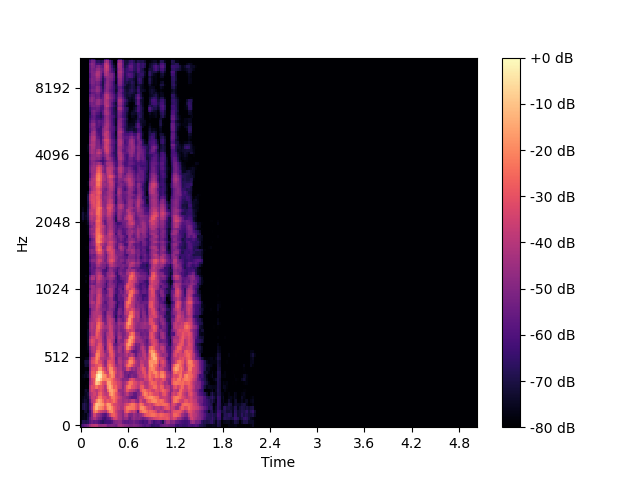 8192
4096
2048
1024
512
0
Hz
0 0.6 1.2 1.8 2.4 3 3.6 4.2 4.8
Time
+0 dB
-10 dB
-20 dB
-30 dB
-40 dB
-50 dB
-60 dB
-70 dB
-80 dB